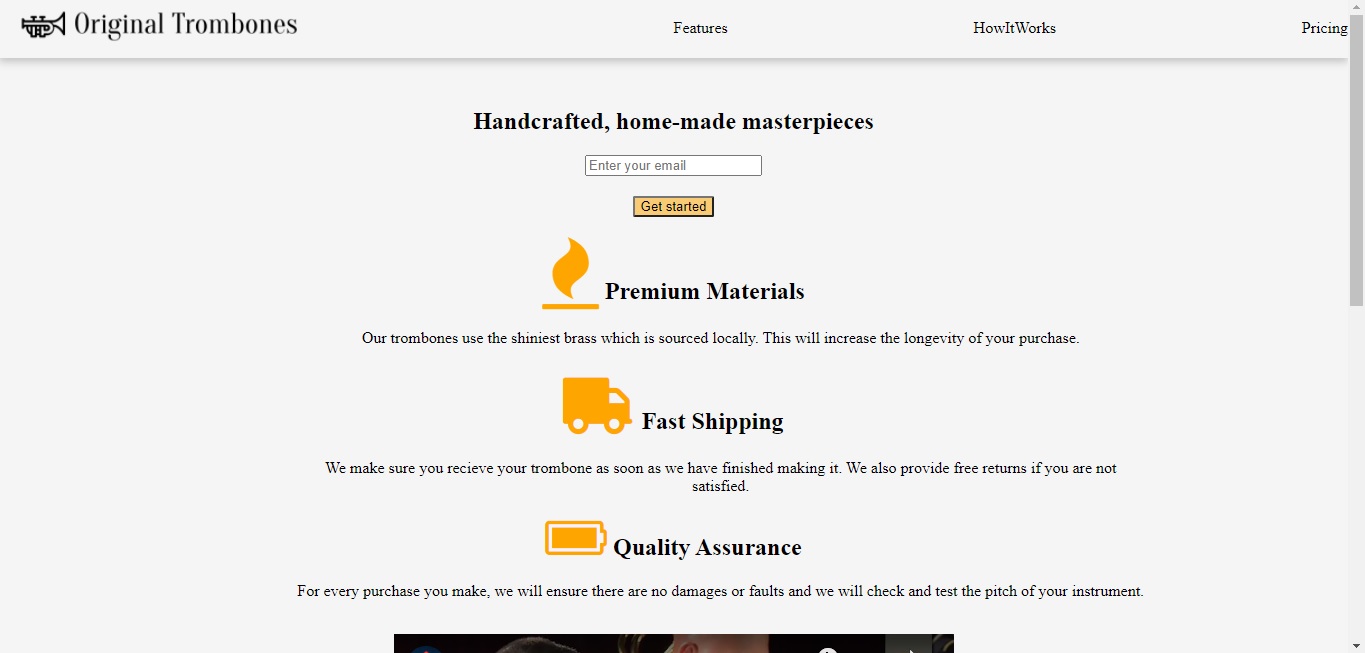 Original Trombones
Features
HowItWorks
Pricing
Handcrafted, home-made masterpieces
Enter your email
Get started
Premium Materials
Our trombones use the shiniest brass which is sourced locally. This will increase the longevity of your purchase.
Fast Shipping
We make sure you recieve your trombone as soon as we have finished making it. We also provide free returns if you are not
satisfied.
Quality Assurance
For every purchase you make, we will ensure there are no damages or faults and we will check and test the pitch of your instrument.